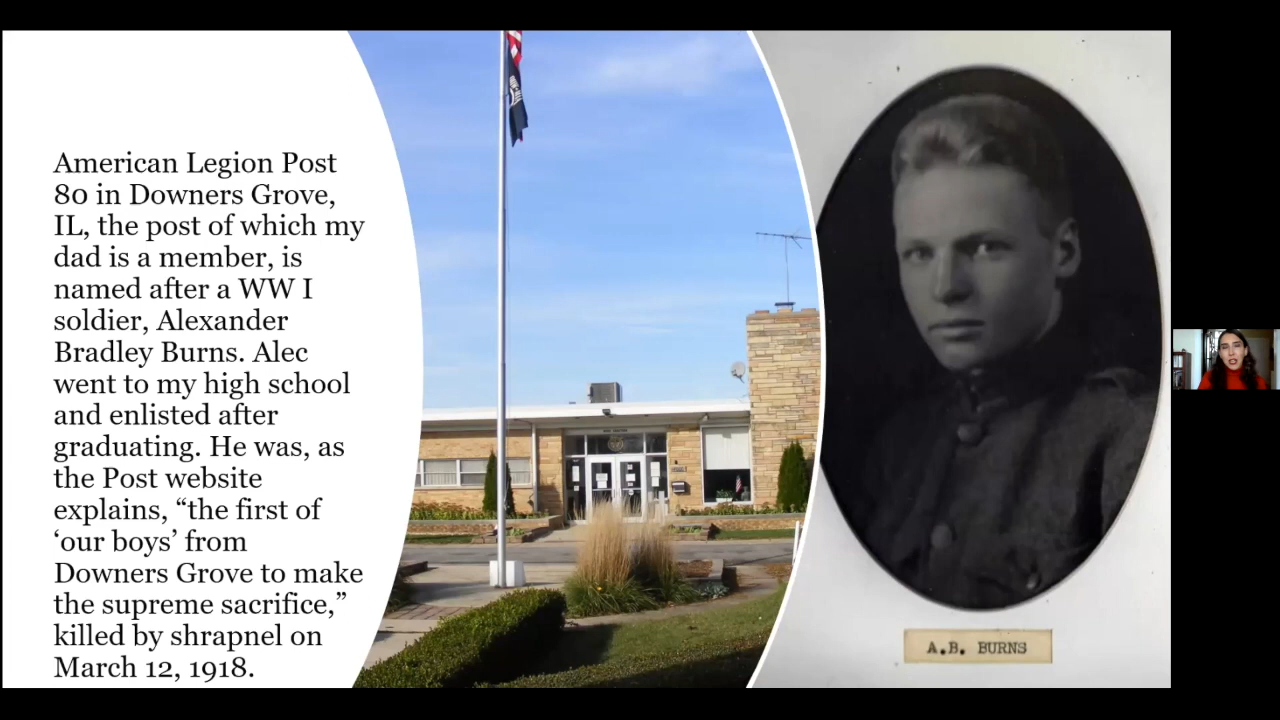 American Legion Post
80 in Downers Grove,
IL, the post of which my
dad is a member, is
named after a WW I
soldier, Alexander
Bradley Burns. Alec
went to my high school
and enlisted after
graduating. He was, as
the Post website
explains, “the first of
‘our boys’ from
Downers Grove to make
the supreme sacrifice,”
killed by shrapnel on
March 12, 1918.
A.B. BURNS